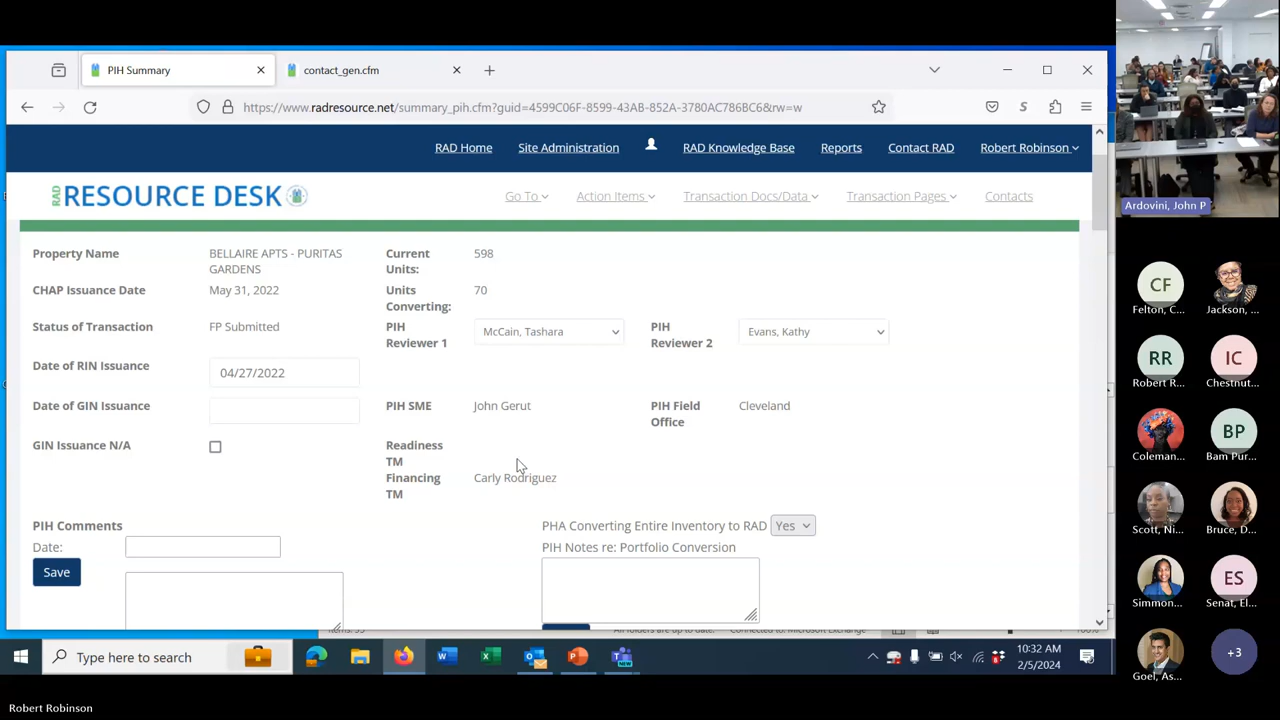 PIH Summary
contact_gen.cfm
https://www.radresource.net/summary_pih.cfm?guid=4599C06F-8599-43AB-852A-3780AC786BC6&rw=w
RAD Home
Site Administration
RAD Knowledge Base
Reports
Contact RAD
Robert Robinson
RAD RESOURCE DESK
Go To
Action Items
Transaction Docs/Data
Transaction Pages
Contacts
Property Name
BELLAIRE APTS - PURITAS
GARDENS
Current
Units:
598
CHAP Issuance Date
May 31, 2022
Units
Converting:
70
Status of Transaction
FP Submitted
PIH
Reviewer 1
McCain, Tashara
PIH
Reviewer 2
Evans, Kathy
Date of RIN Issuance
04/27/2022
Date of GIN Issuance
PIH SME
John Gerut
PIH Field
Office
Cleveland
GIN Issuance N/A
Readiness
TM
Financing
TM
Carly Rodriguez
PIH Comments
Date:
Save
PHA Converting Entire Inventory to RAD
Yes
PIH Notes re: Portfolio Conversion
Type here to search
10:32 AM
2/5/2024
Robert Robinson
Ardovini, John P
CF
Felton, C...
Jackson, ...
RR
Robert R...
IC
Chestnut...
Coleman...
BP
Bam Pur...
Scott, Ni...
Bruce, D...
Simmon...
ES
Senat, El...
Goel, As...
+3